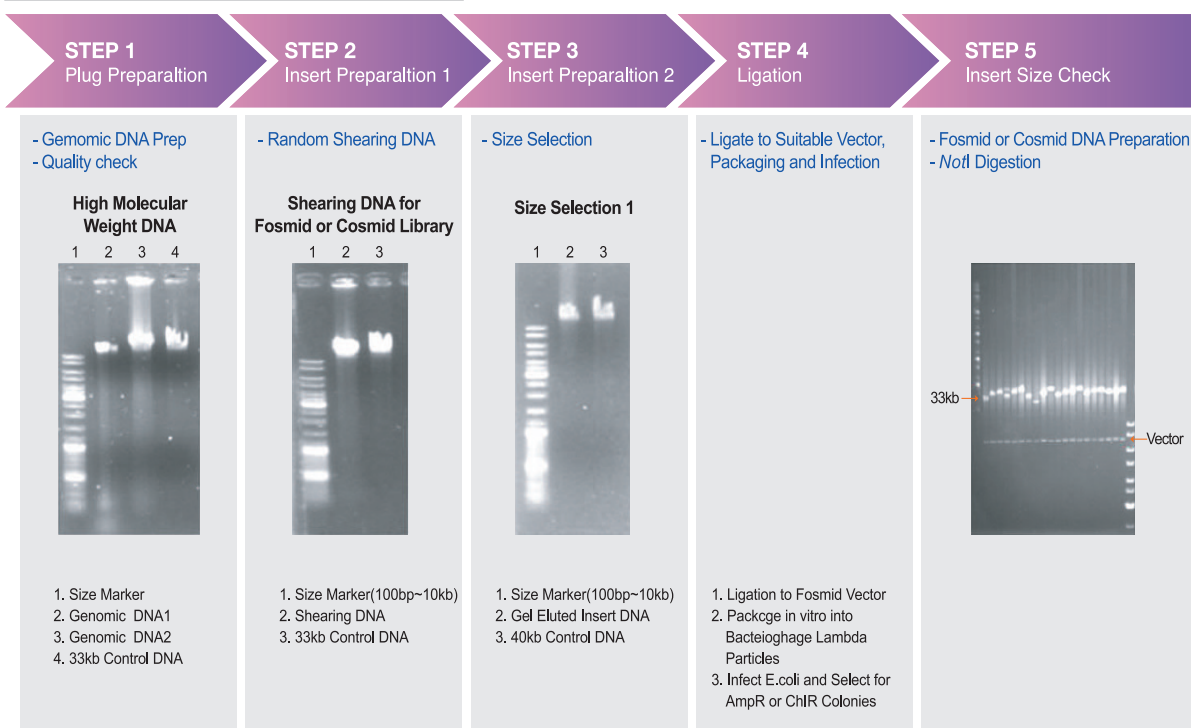 STEP 1
Plug Preparaltion
STEP 2
Insert Preparaltion 1
STEP 3
Insert Preparaltion 2
STEP 4
Ligation
STEP 5
Insert Size Check
- Gemomic DNA Prep
- Quality check
High Molecular
Weight DNA
1 2 3 4
1. Size Marker
2. Genomic DNA1
3. Genomic DNA2
4. 33kb Control DNA
- Random Shearing DNA
Shearing DNA for
Fosmid or Cosmid Library
1 2 3
1. Size Marker(100bp~10kb)
2. Shearing DNA
3. 33kb Control DNA
- Size Selection
Size Selection 1
1 2 3
1. Size Marker(100bp~10kb)
2. Gel Eluted Insert DNA
3. 40kb Control DNA
- Ligate to Suitable Vector,
Packaging and Infection
1. Ligation to Fosmid Vector
2. Packcge in vitro into
Bacteioghage Lambda
Particles
3. Infect E.coli and Select for
AmpR or ChlR Colonies
- Fosmid or Cosmid DNA Preparation
- NotI Digestion
33kb
Vector